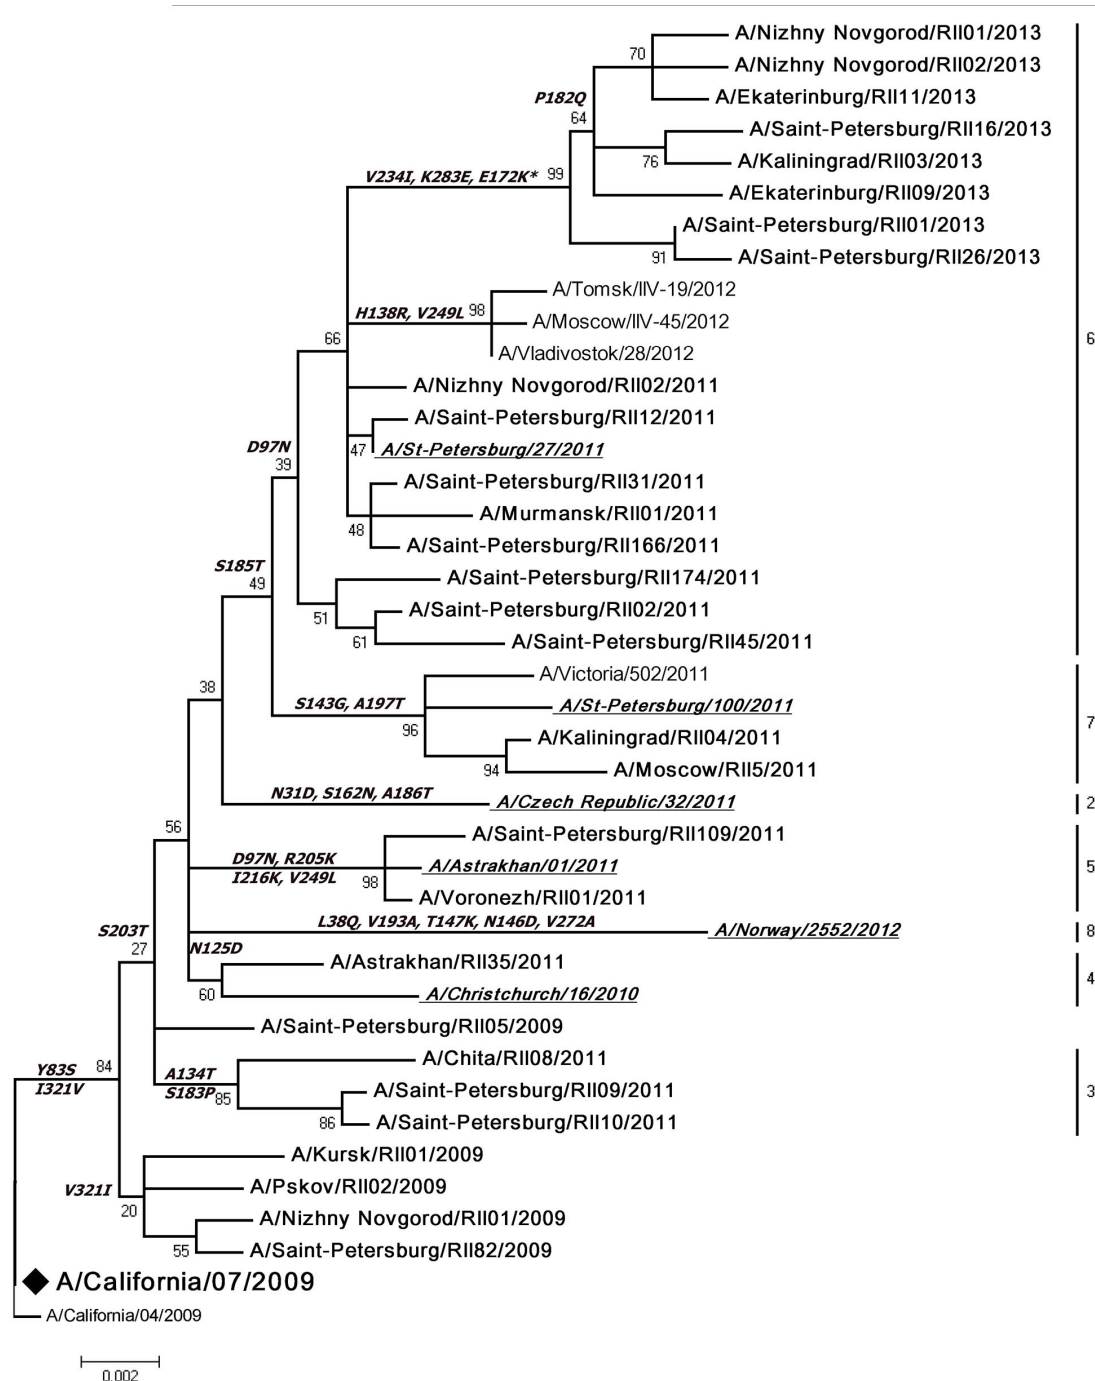 A/Nizhny Novgorod/RII01/2013
70
A/Nizhny Novgorod/RII02/2013
P182Q
A/Ekaterinburg/RII11/2013
64
A/Saint-Petersburg/RII16/2013
76
A/Kaliningrad/RII03/2013
V234I, K283E, E172K* 99
A/Ekaterinburg/RII09/2013
A/Saint-Petersburg/RII01/2013
91
A/Saint-Petersburg/RII26/2013
A/Tomsk/IIV-19/2012
H138R, V249L 98
A/Moscow/IIV-45/2012
66
6
A/Vladivostok/28/2012
A/Nizhny Novgorod/RII02/2011
A/Saint-Petersburg/RII12/2011
D97N
47
A/St-Petersburg/27/2011
39
A/Saint-Petersburg/RII31/2011
A/Murmansk/RII01/2011
48
A/Saint-Petersburg/RII166/2011
S185T
49
A/Saint-Petersburg/RII174/2011
51
A/Saint-Petersburg/RII02/2011
61
A/Saint-Petersburg/RII45/2011
38
A/Victoria/502/2011
S143G, A197T
A/St-Petersburg/100/2011
96
7
A/Kaliningrad/RII04/2011
94
A/Moscow/RII5/2011
N31D, S162N, A186T
A/Czech Republic/32/2011
2
56
A/Saint-Petersburg/RII109/2011
D97N, R205K
A/Astrakhan/01/2011
5
I216K, V249L
98
A/Voronezh/RII01/2011
L38Q, V193A, T147K, N146D, V272A
A/Norway/2552/2012
8
S203T
27
N125D
A/Astrakhan/RII35/2011
4
60
A/Christchurch/16/2010
A/Saint-Petersburg/RII05/2009
A/Chita/RII08/2011
Y83S
84
A134T
I321V
S183P
85
A/Saint-Petersburg/RII09/2011
3
86
A/Saint-Petersburg/RII10/2011
A/Kursk/RII01/2009
V321I
A/Pskov/RII02/2009
20
A/Nizhny Novgorod/RII01/2009
55
A/Saint-Petersburg/RII82/2009
A/California/07/2009
A/California/04/2009
0.002